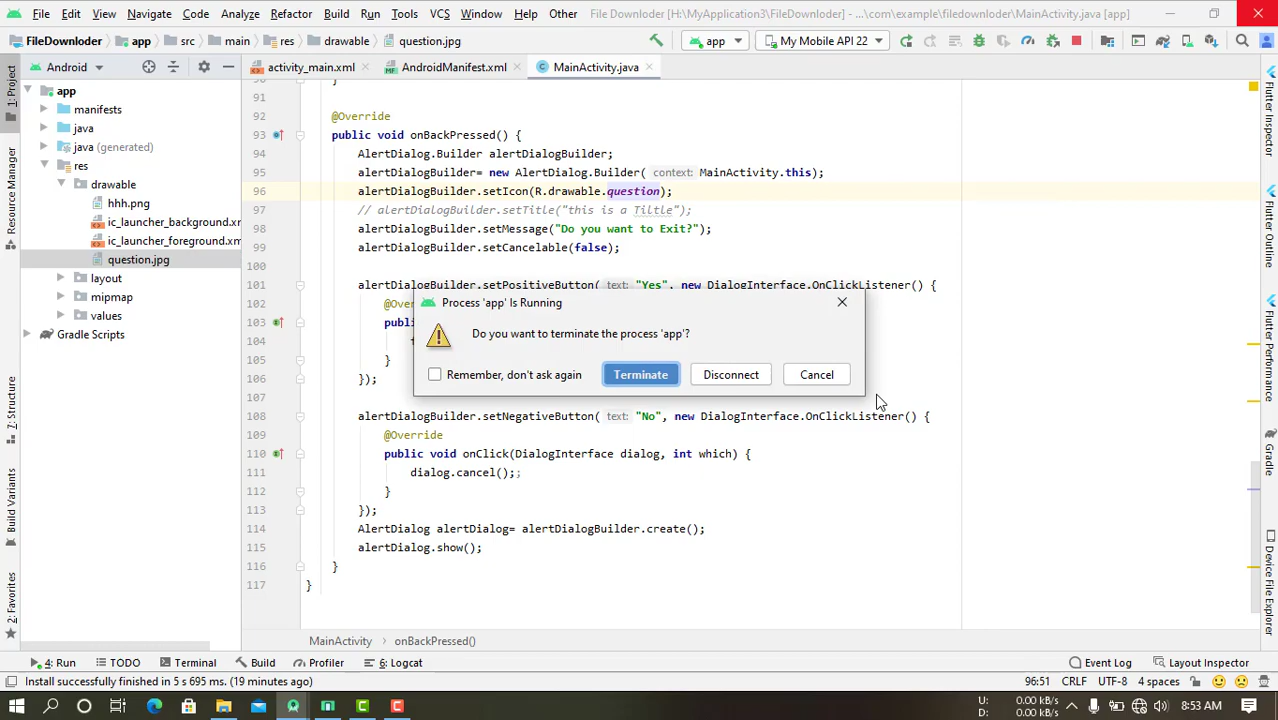 File Edit View Navigate Code Analyze Refactor Build Run Tools VCS Window Help Other File Downloder [H:\MyApplication3\FileDownloder] - ...\com\example\filedownloder\MainActivity.java [app]
FileDownloder app src main res drawable question.jpg app My Mobile API 22
Android activity_main.xml AndroidManifest.xml MainActivity.java
1: Project
Resource Manager
Z: Structure
Build Variants
2: Favorites
app
manifests
java
java (generated)
res
drawable
hhh.png
ic_launcher_background.xr
ic_launcher_foreground.xm
question.jpg
layout
mipmap
values
Gradle Scripts
90 }
91
92 @Override
93 public void onBackPressed() {
94 AlertDialog.Builder alertDialogBuilder;
95 alertDialogBuilder= new AlertDialog.Builder( context: MainActivity.this);
96 alertDialogBuilder.setIcon(R.drawable.question);
97 // alertDialogBuilder.setTitle("this is a Tiltle");
98 alertDialogBuilder.setMessage("Do you want to Exit?");
99 alertDialogBuilder.setCancelable(false);
100
101 alertDialogBuilder.setPositiveButton( text: "Yes", new DialogInterface.OnClickListener() {
102 @Over
103 publi
104
105 }
106 });
107
108 alertDialogBuilder.setNegativeButton( text: "No", new DialogInterface.OnClickListener() {
109 @Override
110 public void onClick(DialogInterface dialog, int which) {
111 dialog.cancel();;
112 }
113 });
114 AlertDialog alertDialog= alertDialogBuilder.create();
115 alertDialog.show();
116 }
117 }
Process 'app' Is Running
Do you want to terminate the process 'app'?
Remember, don't ask again Terminate Disconnect Cancel
Flutter Inspector
Flutter Outline
Flutter Performance
Gradle
Device File Explorer
MainActivity onBackPressed()
4: Run TODO Terminal Build Profiler 6: Logcat Event Log Layout Inspector
Install successfully finished in 5 s 695 ms. (19 minutes ago) 96:51 CRLF UTF-8 4 spaces
U: 0.00 kB/s
D: 0.00 kB/s
8:53 AM